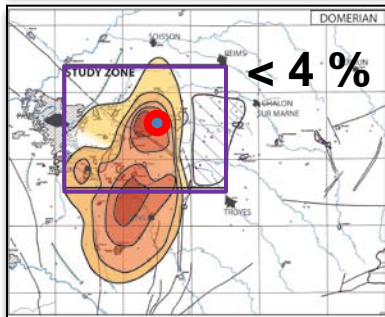 DOMERIAN
SOISSON
REIMS
STUDY ZONE
< 4 %
CHALON
SUR MARNE
TROYES